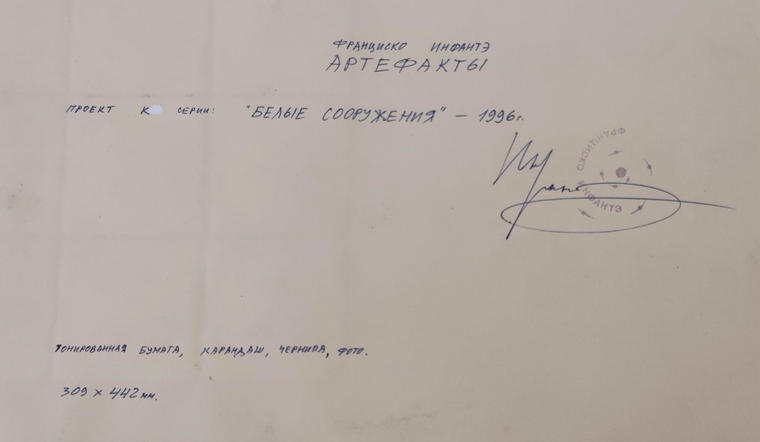 ФРАНЦИСКО ИНФАНТЭ
АРТЕФАКТЫ
ПРОЕКТ К СЕРИИ: "БЕЛЫЕ СООРУЖЕНИЯ" — 1996г.
ФРАНЦИСКО ИНФАНТЭ
ТОНИРОВАННАЯ БУМАГА, КАРАНДАШ, ЧЕРНИЛА, ФОТО.
309 x 442 мм.